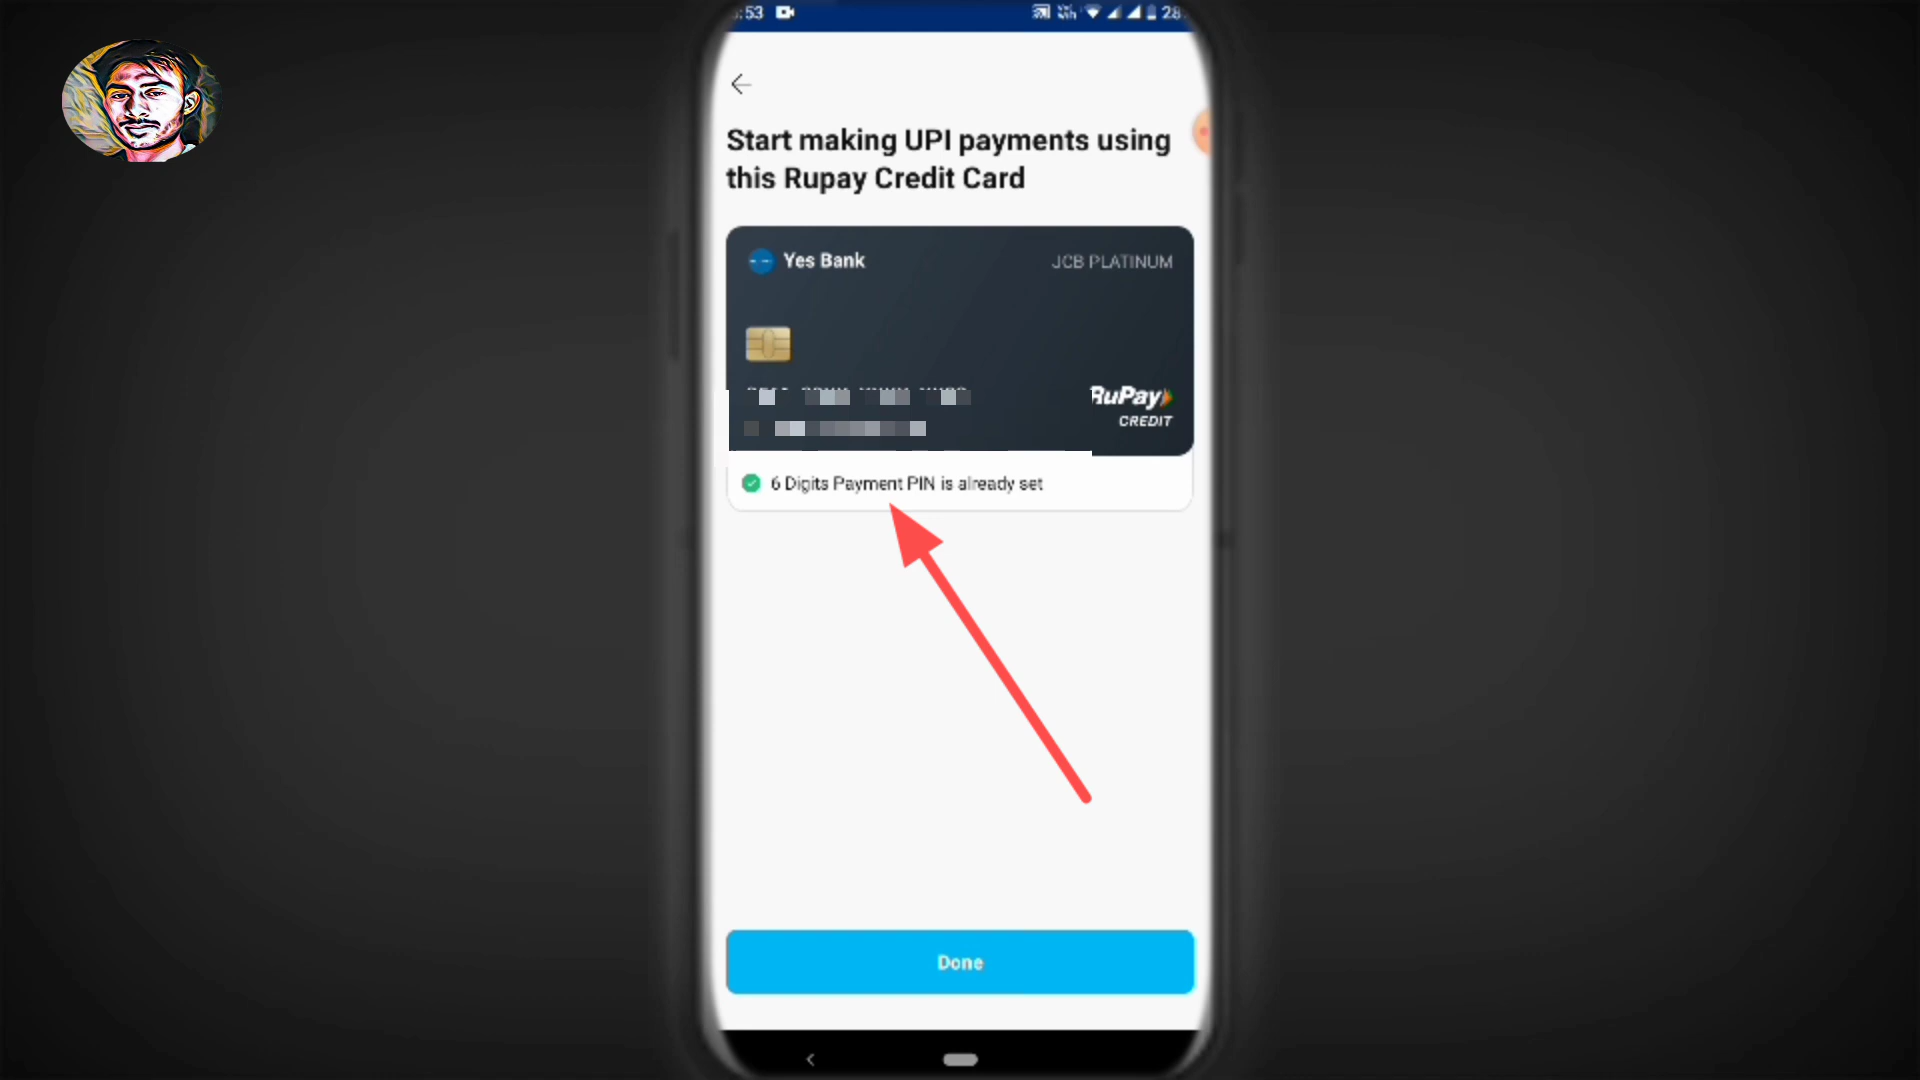 :53
28
Start making UPI payments using
this Rupay Credit Card
Yes Bank
JCB PLATINUM
RuPay
CREDIT
6 Digits Payment PIN is already set
Done